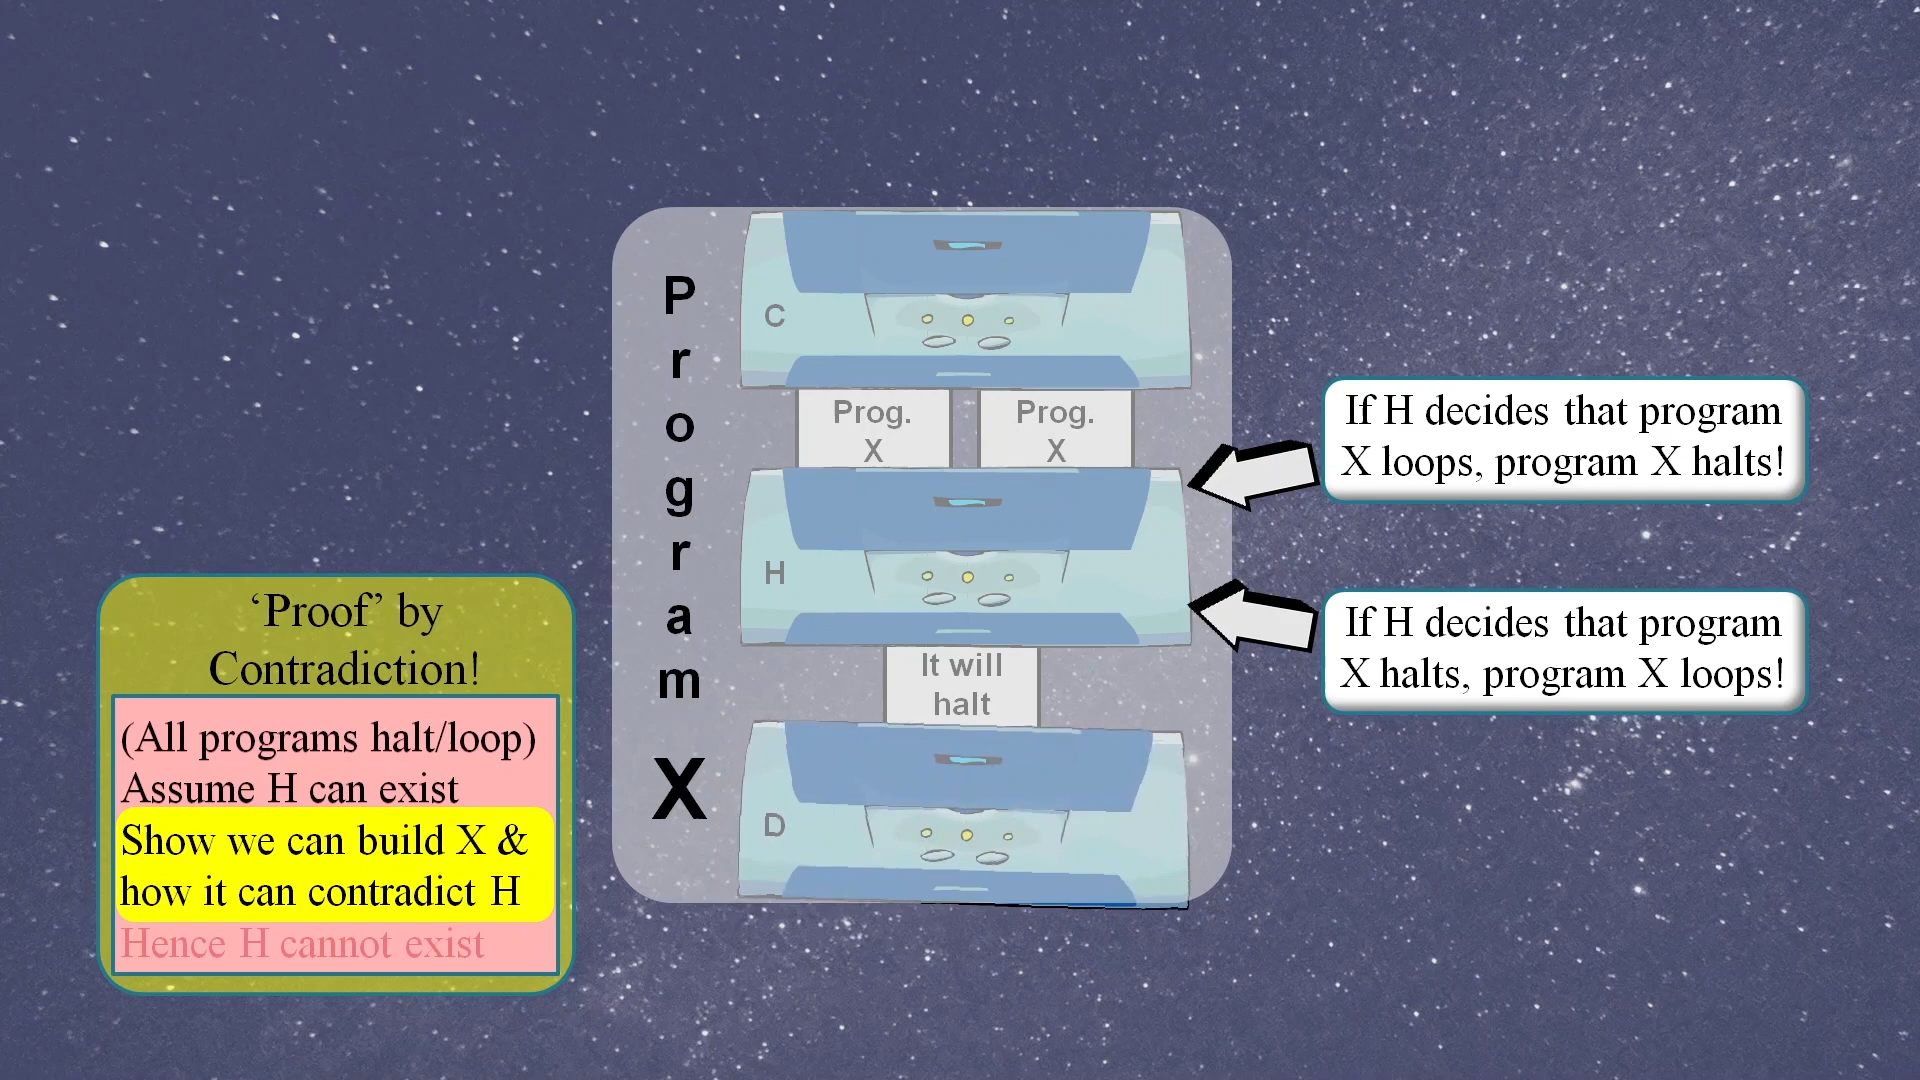 ‘Proof’ by
Contradiction!
(All programs halt/loop)
Assume H can exist
Show we can build X &
how it can contradict H
Hence H cannot exist
Program X
C
Prog.
X
Prog.
X
H
It will
halt
D
If H decides that program
X loops, program X halts!
If H decides that program
X halts, program X loops!